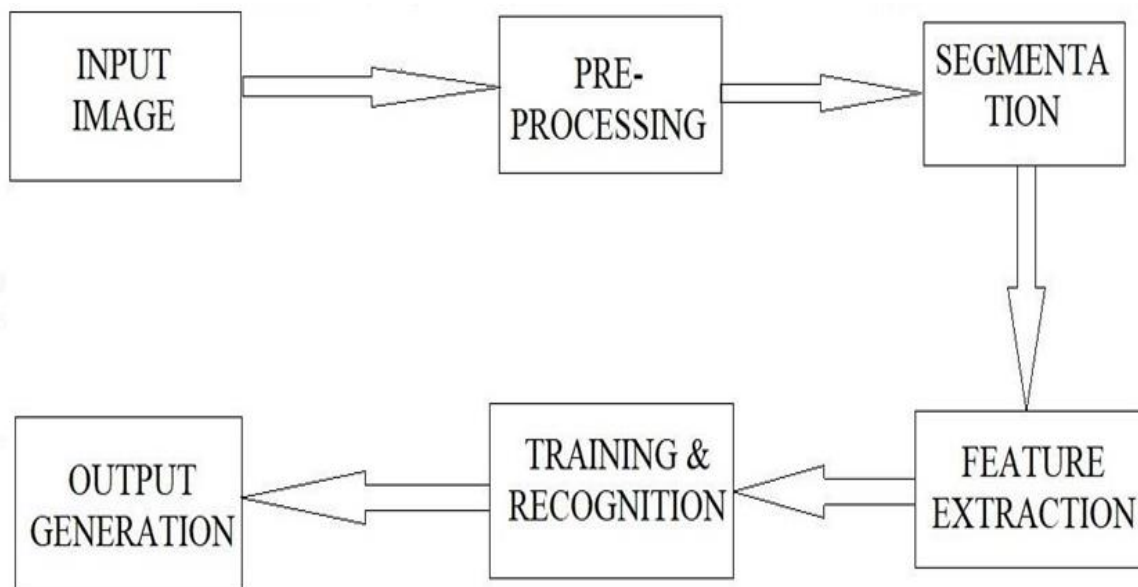 INPUT
IMAGE
PRE-
PROCESSING
SEGMENTA
TION
FEATURE
EXTRACTION
TRAINING &
RECOGNITION
OUTPUT
GENERATION